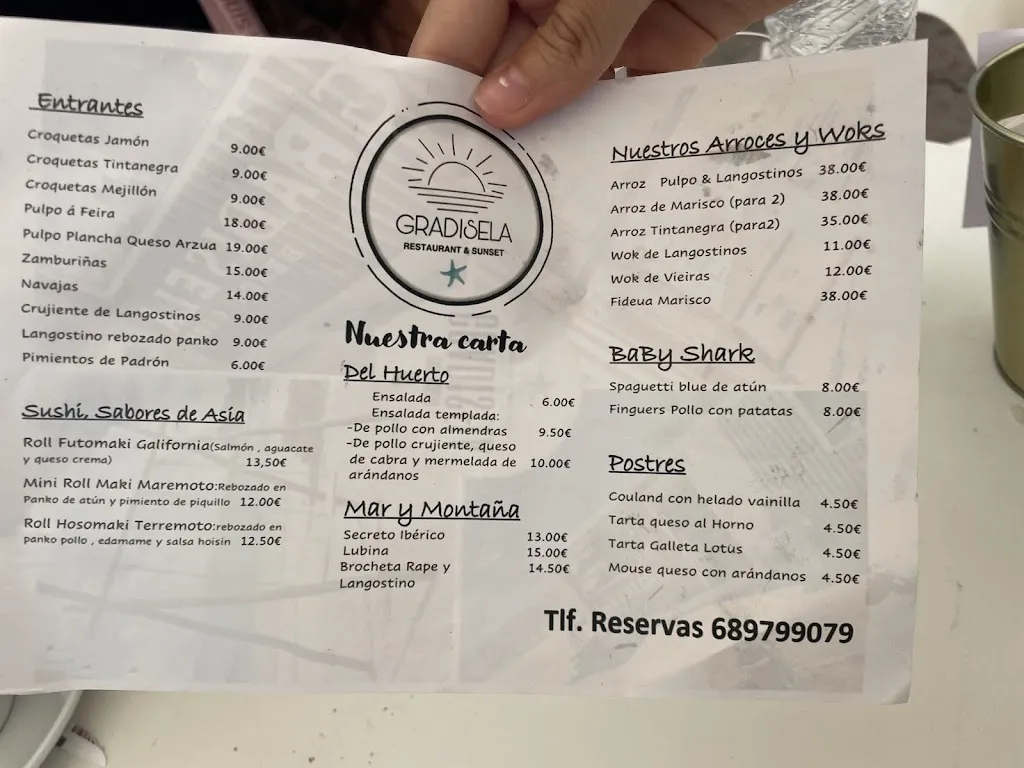 Entrantes
Croquetas Jamón 9.00€
Croquetas Tintanegra 9.00€
Croquetas Mejillón 9.00€
Pulpo á Feira 18.00€
Pulpo Plancha Queso Arzua 19.00€
Zamburiñas 15.00€
Navajas 14.00€
Crujiente de Langostinos 9.00€
Langostino rebozado panko 9.00€
Pimientos de Padrón 6.00€
Sushi, Sabores de Asía
Roll Futomaki Galifornia(Salmón , aguacate
y queso crema) 13,50€
Mini Roll Maki Maremoto:Rebozado en
Panko de atún y pimiento de piquillo 12.00€
Roll Hosomaki Terremoto:rebozado en
panko pollo , edamame y salsa hoisin 12.50€
GRADISELA
RESTAURANT & SUNSET
Nuestra carta
Del Huerto
Ensalada 6.00€
Ensalada templada:
-De pollo con almendras 9.50€
-De pollo crujiente, queso
de cabra y mermelada de 10.00€
arándanos
Mar y Montaña
Secreto Ibérico 13.00€
Lubina 15.00€
Brocheta Rape y 14.50€
Langostino
Nuestros Arroces y Woks
Arroz Pulpo & Langostinos 38.00€
Arroz de Marisco (para 2) 38.00€
Arroz Tintanegra (para2) 35.00€
Wok de Langostinos 11.00€
Wok de Vieiras 12.00€
Fideua Marisco 38.00€
BaBy Shark
Spaguetti blue de atún 8.00€
Finguers Pollo con patatas 8.00€
Postres
Couland con helado vainilla 4.50€
Tarta queso al Horno 4.50€
Tarta Galleta Lotus 4.50€
Mouse queso con arándanos 4.50€
Tlf. Reservas 689799079